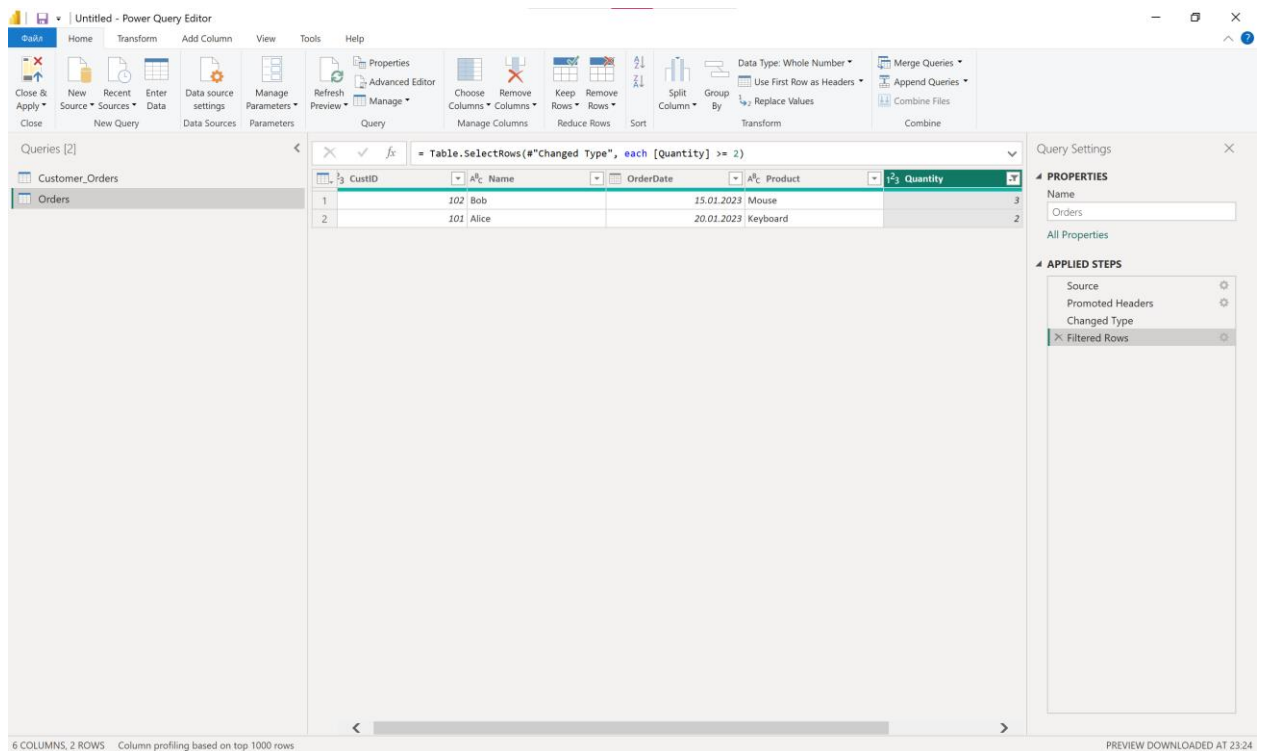 Untitled - Power Query Editor
Файл Home Transform Add Column View Tools Help
Close & Apply New Source Recent Sources Enter Data Data source settings Manage Parameters Refresh Preview Properties Advanced Editor Manage Choose Columns Remove Columns Keep Rows Remove Rows Split Column Group By Data Type: Whole Number Use First Row as Headers Replace Values Merge Queries Append Queries Combine Files
Close New Query Data Sources Parameters Query Manage Columns Reduce Rows Sort Transform Combine
Queries [2]
Customer_Orders
Orders
fx = Table.SelectRows(#"Changed Type", each [Quantity] >= 2)
3 CustID ABC Name OrderDate ABC Product 123 Quantity
1 102 Bob 15.01.2023 Mouse 3
2 101 Alice 20.01.2023 Keyboard 2
Query Settings
PROPERTIES
Name
Orders
All Properties
APPLIED STEPS
Source
Promoted Headers
Changed Type
Filtered Rows
6 COLUMNS, 2 ROWS Column profiling based on top 1000 rows
PREVIEW DOWNLOADED AT 23:24